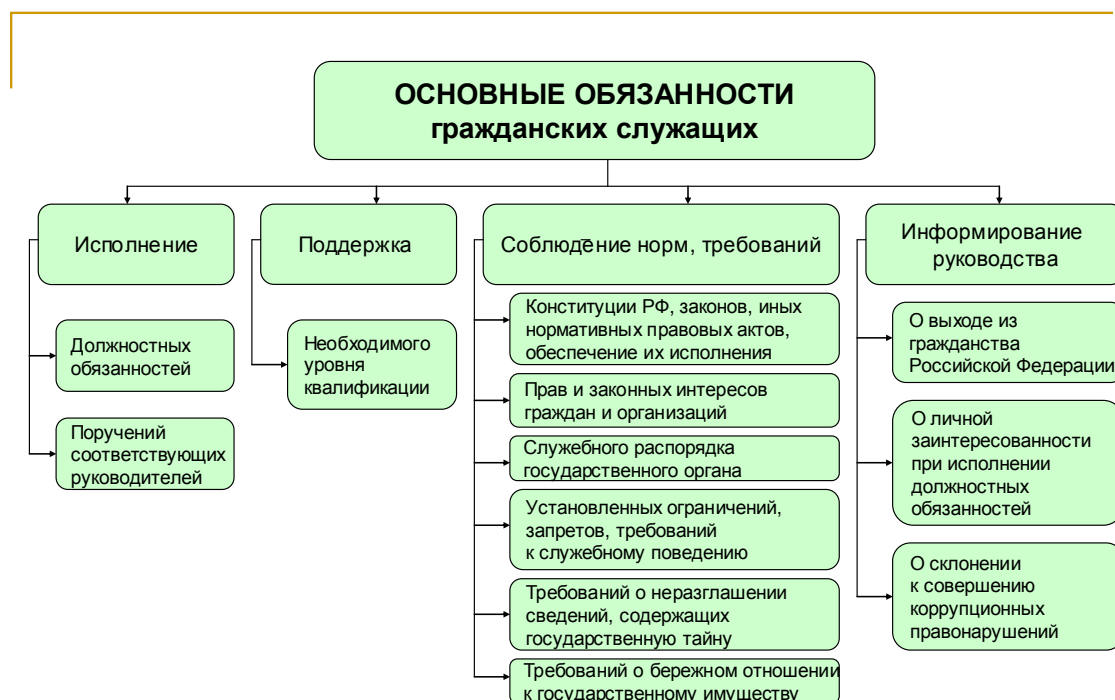 ОСНОВНЫЕ ОБЯЗАННОСТИ
гражданских служащих
Исполнение
Должностных
обязанностей
Поручений
соответствующих
руководителей
Поддержка
Необходимого
уровня
квалификации
Соблюдение норм, требований
Конституции РФ, законов, иных
нормативных правовых актов,
обеспечение их исполнения
Прав и законных интересов
граждан и организаций
Служебного распорядка
государственного органа
Установленных ограничений,
запретов, требований
к служебному поведению
Требований о неразглашении
сведений, содержащих
государственную тайну
Требований о бережном отношении
к государственному имуществу
Информирование
руководства
О выходе из
гражданства
Российской Федерации
О личной
заинтересованности
при исполнении
должностных
обязанностей
О склонении
к совершению
коррупционных
правонарушений